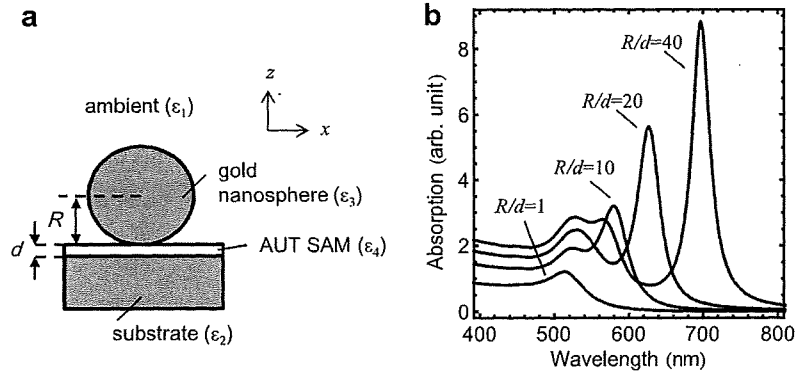 a
ambient (ε₁)
z
x
gold
nanosphere (ε₃)
R
d
AUT SAM (ε₄)
substrate (ε₂)
b
Absorption (arb. unit)
8
6
4
2
0
R/d=40
R/d=20
R/d=10
R/d=1
400 500 600 700 800
Wavelength (nm)